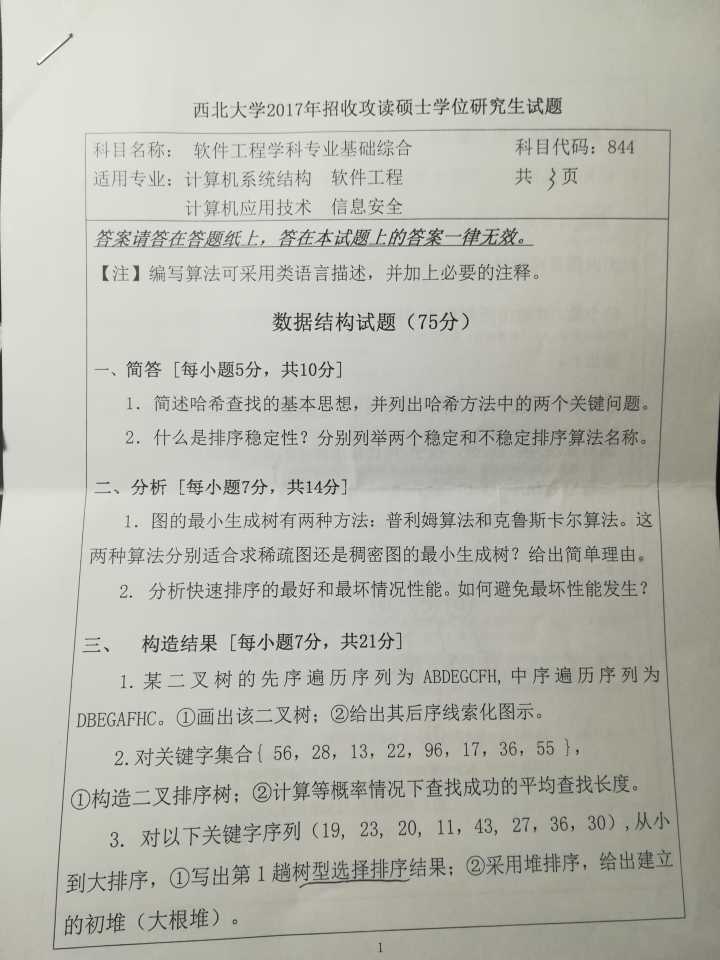 西北大学2017年招收攻读硕士学位研究生试题
科目名称： 软件工程学科专业基础综合 科目代码：844
适用专业：计算机系统结构 软件工程 共 3 页
计算机应用技术 信息安全
答案请答在答题纸上，答在本试题上的答案一律无效。
【注】编写算法可采用类语言描述，并加上必要的注释。
数据结构试题（75分）
一、简答 [每小题5分，共10分]
1. 简述哈希查找的基本思想，并列出哈希方法中的两个关键问题。
2. 什么是排序稳定性？分别列举两个稳定和不稳定排序算法名称。
二、分析 [每小题7分，共14分]
1. 图的最小生成树有两种方法：普利姆算法和克鲁斯卡尔算法。这
两种算法分别适合求稀疏图还是稠密图的最小生成树？给出简单理由。
2. 分析快速排序的最好和最坏情况性能。如何避免最坏性能发生？
三、 构造结果 [每小题7分，共21分]
1. 某二叉树的先序遍历序列为 ABDEGCFH, 中序遍历序列为
DBEGAFHC。①画出该二叉树；②给出其后序线索化图示。
2. 对关键字集合{ 56，28，13，22，96，17，36，55 }，
①构造二叉排序树；②计算等概率情况下查找成功的平均查找长度。
3. 对以下关键字序列（19，23，20，11，43，27，36，30）,从小
到大排序，①写出第 1 趟树型选择排序结果；②采用堆排序，给出建立
的初堆（大根堆）。
1